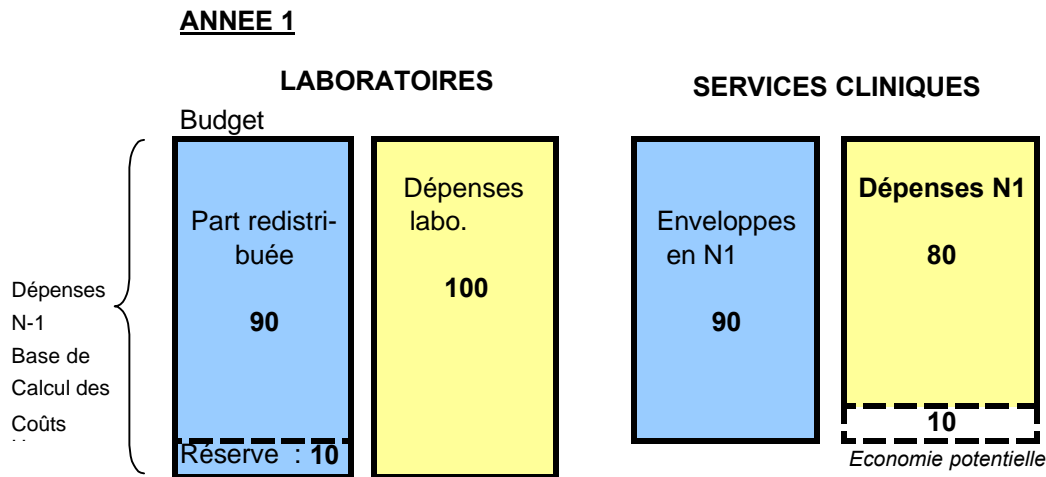 ANNEE 1
LABORATOIRES
SERVICES CLINIQUES
Budget
Part redistri-
buée
90
Réserve : 10
Dépenses
labo.
100
Enveloppes
en N1
90
Dépenses N1
80
10
Economie potentielle
Dépenses
N-1
Base de
Calcul des
Coûts